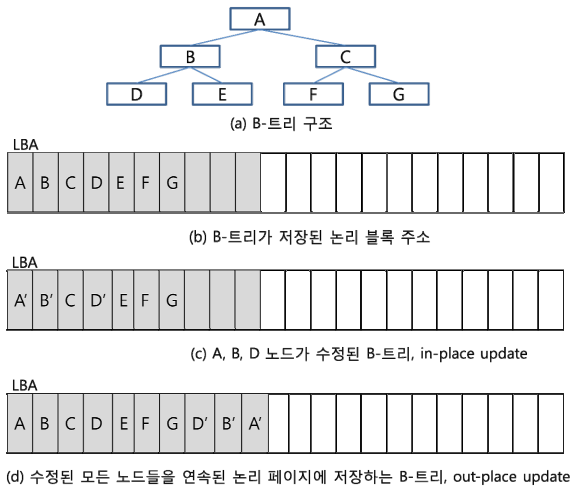 A
B C
D E F G
(a) B-트리 구조
LBA
A B C D E F G
(b) B-트리가 저장된 논리 블록 주소
LBA
A' B' C D' E F G
(c) A, B, D 노드가 수정된 B-트리, in-place update
LBA
A B C D E F G D' B' A'
(d) 수정된 모든 노드들을 연속된 논리 페이지에 저장하는 B-트리, out-place update